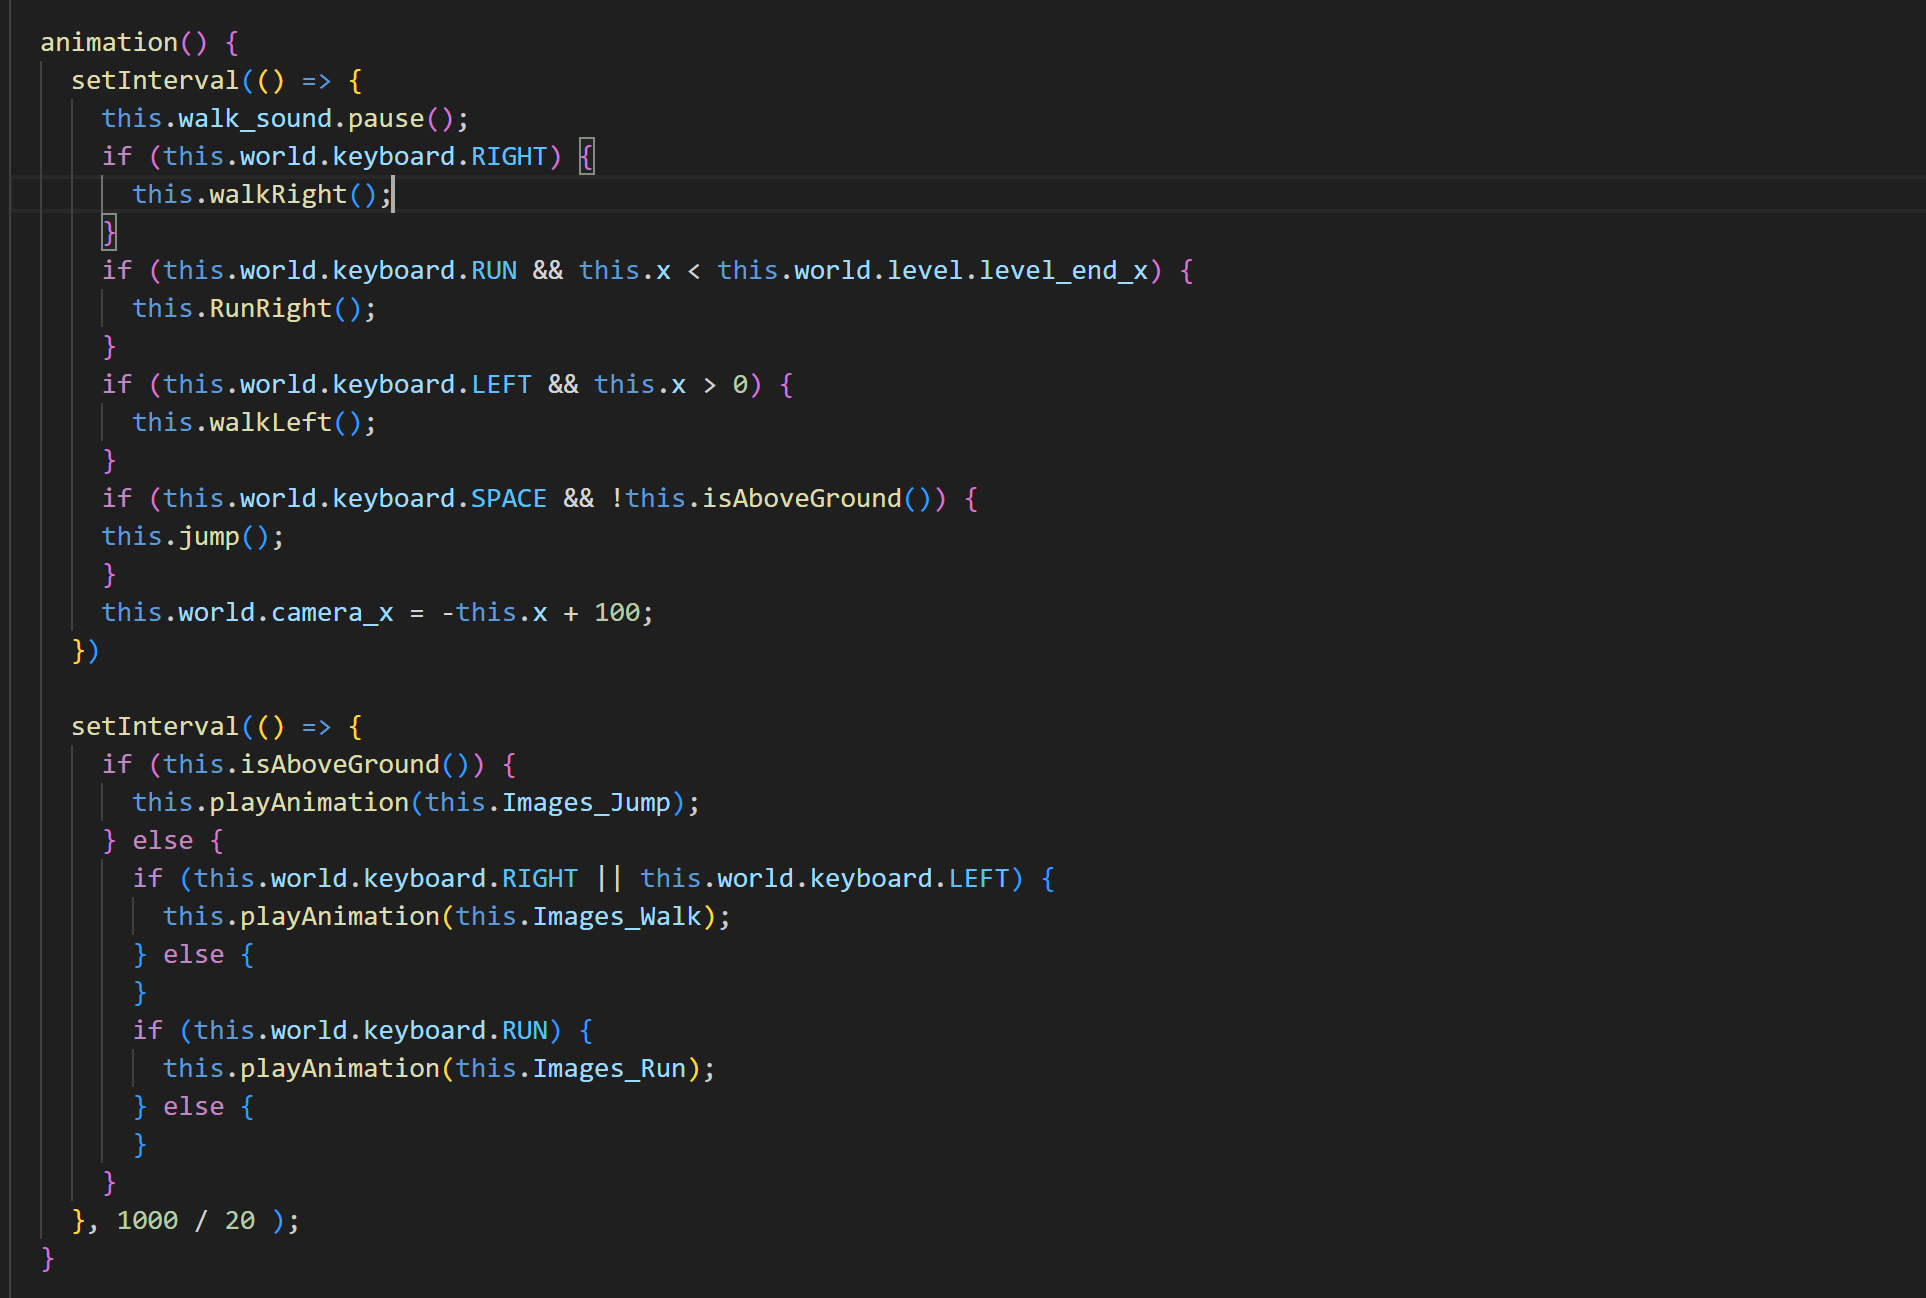 animation() {
setInterval(() => {
this.walk_sound.pause();
if (this.world.keyboard.RIGHT) {
this.walkRight();
}
if (this.world.keyboard.RUN && this.x < this.world.level.level_end_x) {
this.RunRight();
}
if (this.world.keyboard.LEFT && this.x > 0) {
this.walkLeft();
}
if (this.world.keyboard.SPACE && !this.isAboveGround()) {
this.jump();
}
this.world.camera_x = -this.x + 100;
})
setInterval(() => {
if (this.isAboveGround()) {
this.playAnimation(this.Images_Jump);
} else {
if (this.world.keyboard.RIGHT || this.world.keyboard.LEFT) {
this.playAnimation(this.Images_Walk);
} else {
}
if (this.world.keyboard.RUN) {
this.playAnimation(this.Images_Run);
} else {
}
}
}, 1000 / 20 );
}